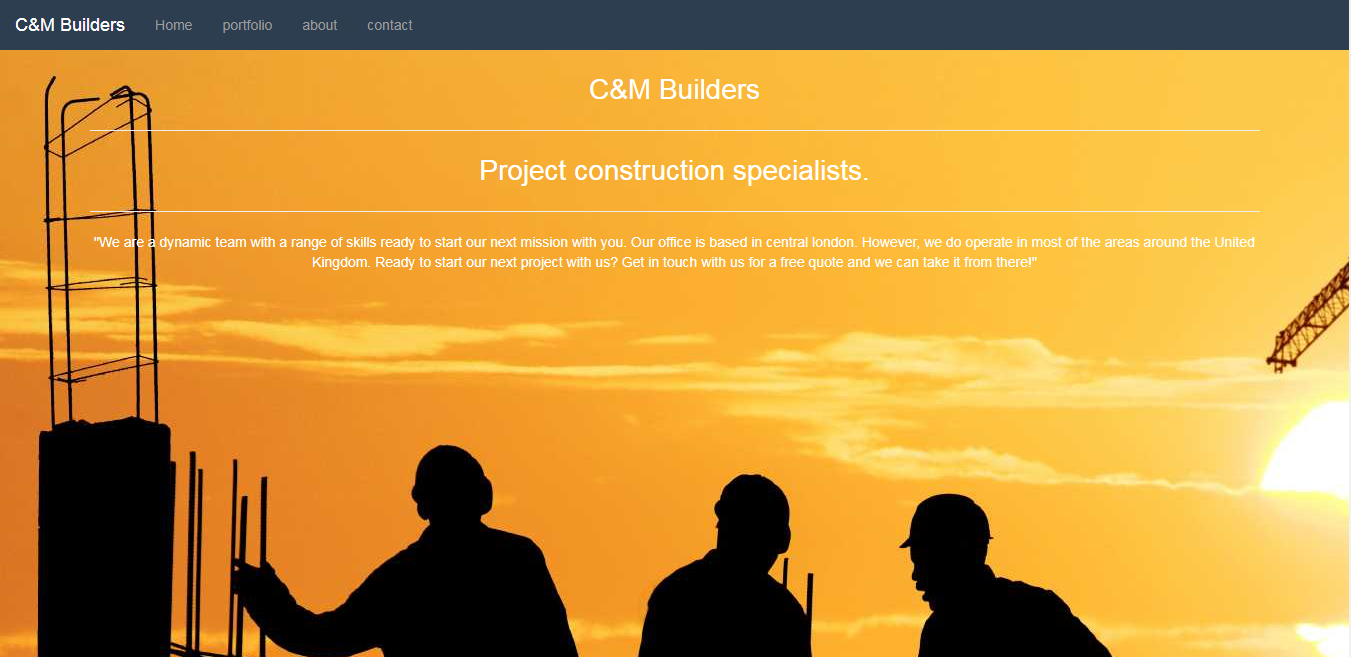 C&M Builders Home portfolio about contact
C&M Builders
Project construction specialists.
"We are a dynamic team with a range of skills ready to start our next mission with you. Our office is based in central london. However, we do operate in most of the areas around the United
Kingdom. Ready to start our next project with us? Get in touch with us for a free quote and we can take it from there!"